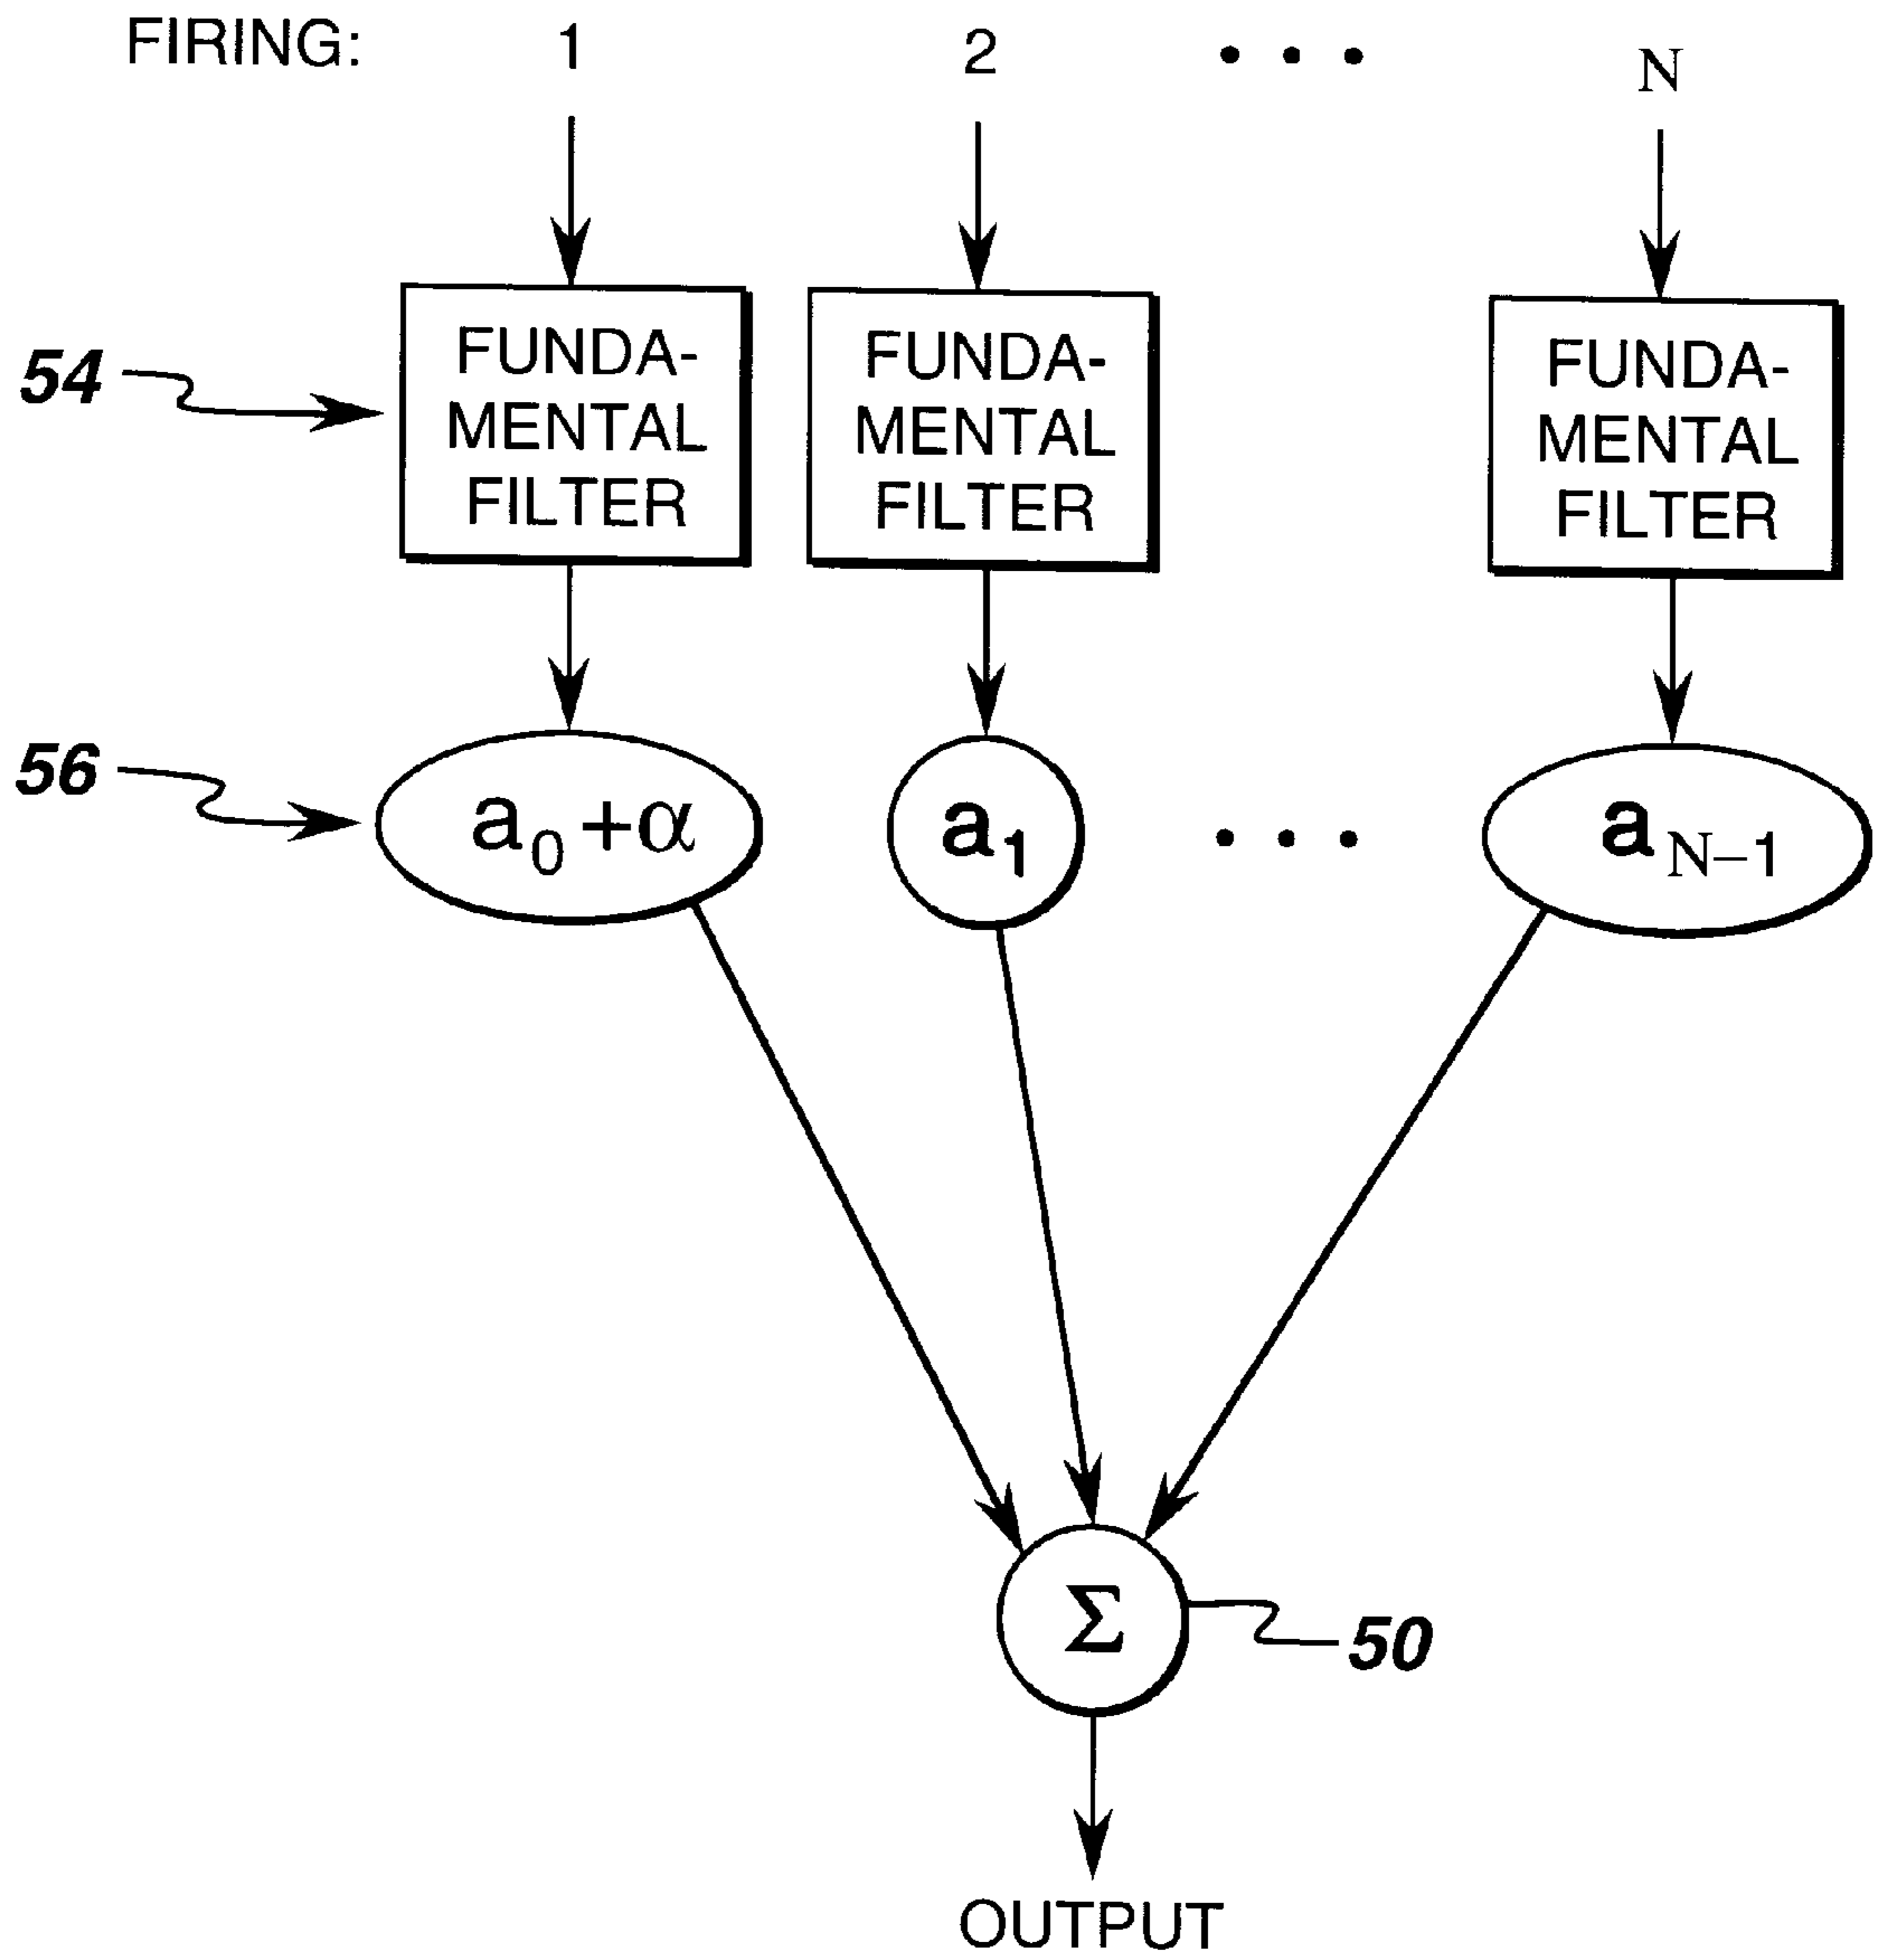 FIRING: 1 2 • • • N
54
FUNDA-
MENTAL
FILTER
FUNDA-
MENTAL
FILTER
FUNDA-
MENTAL
FILTER
56
a₀ + α a₁ • • • a_N–1
Σ
50
OUTPUT